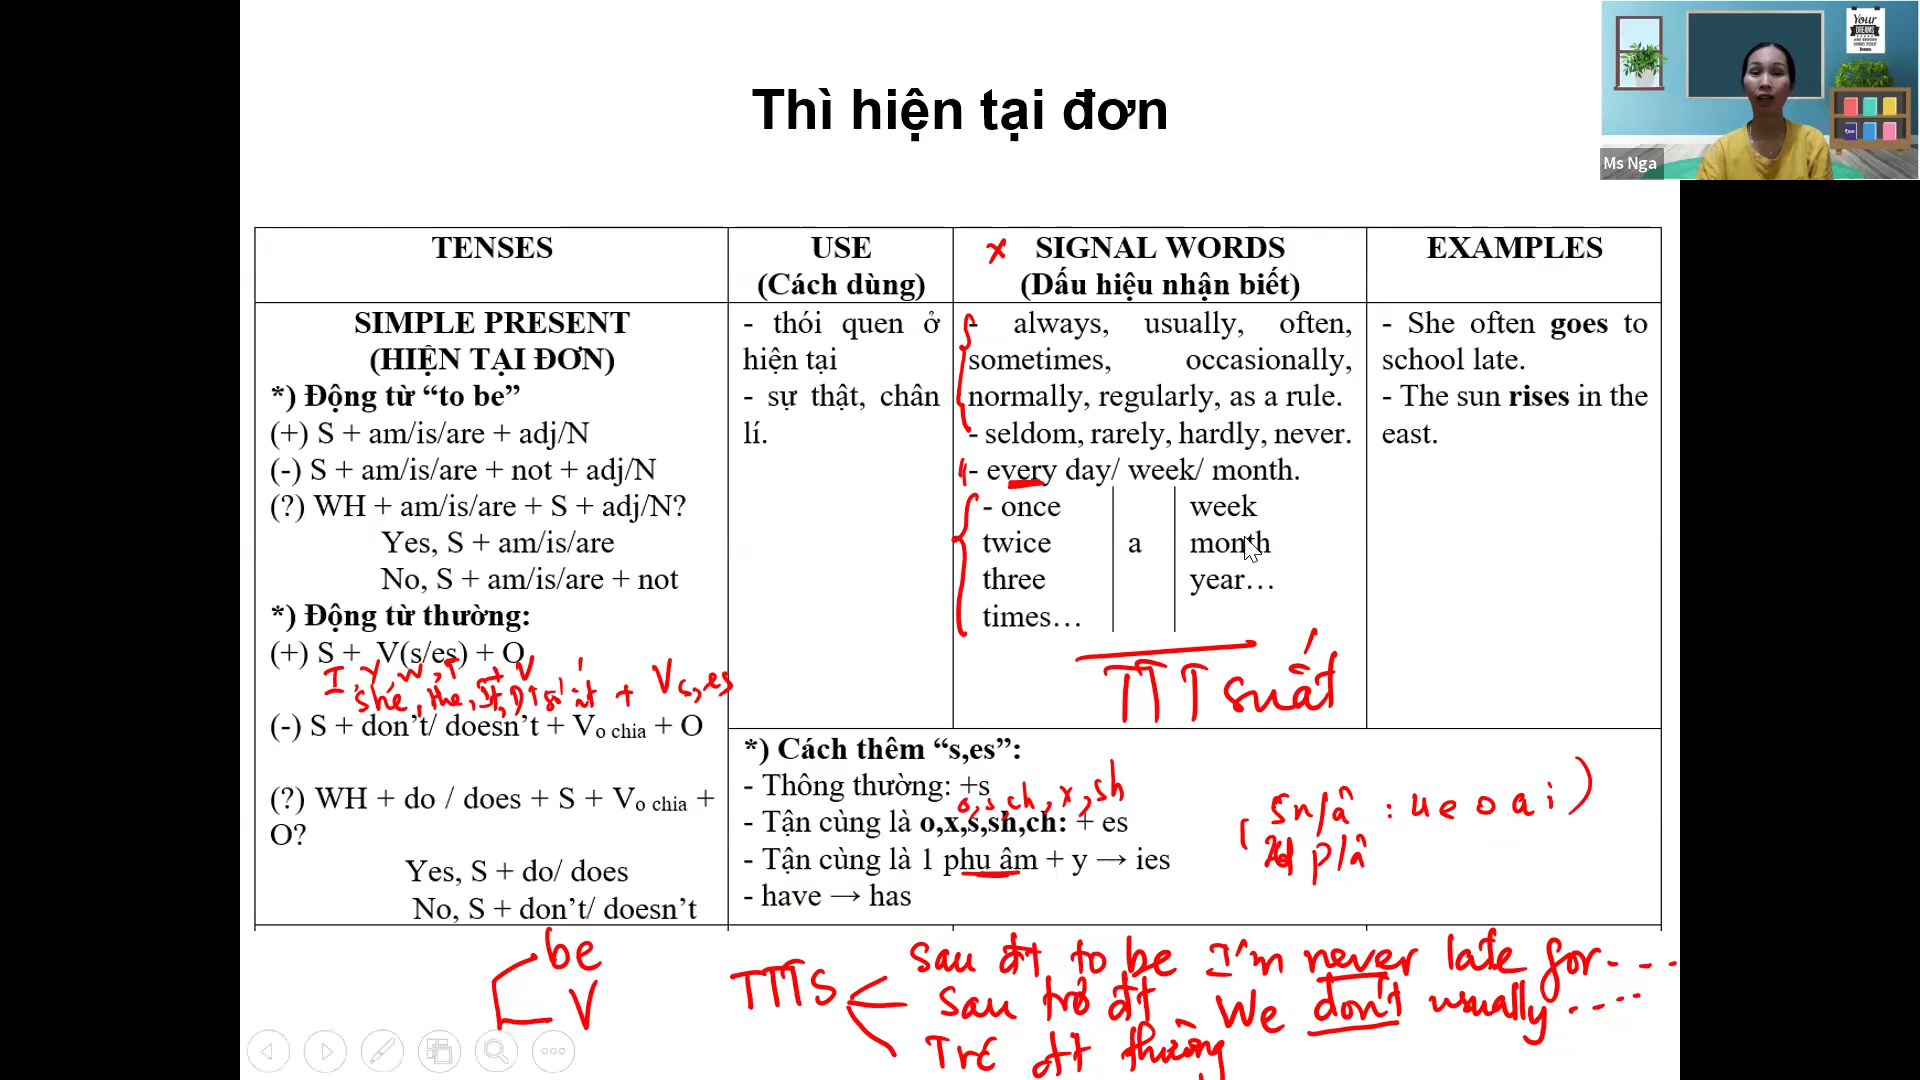 Thì hiện tại đơn
Your
DREAMS
Ms Nga
TENSES
USE
(Cách dùng)
x SIGNAL WORDS
(Dấu hiệu nhận biết)
EXAMPLES
SIMPLE PRESENT
(HIỆN TẠI ĐƠN)
*) Động từ “to be”
(+) S + am/is/are + adj/N
(-) S + am/is/are + not + adj/N
(?) WH + am/is/are + S + adj/N?
Yes, S + am/is/are
No, S + am/is/are + not
*) Động từ thường:
(+) S + V(s/es) + O
I, Y, W, T + V
she, he, it, + Vs,es
(-) S + don’t/ doesn’t + Vo chia + O
(?) WH + do / does + S + Vo chia +
O?
Yes, S + do/ does
No, S + don’t/ doesn’t
- thói quen ở
hiện tại
- sự thật, chân
lí.
- always, usually, often,
sometimes, occasionally,
normally, regularly, as a rule.
- seldom, rarely, hardly, never.
- every day/ week/ month.
- once
twice
three
times…
a
week
month
year…
TTT suất
- She often goes to
school late.
- The sun rises in the
east.
*) Cách thêm “s,es”:
- Thông thường: +s
o, s, ch, x, sh
- Tận cùng là o,x,s,sh,ch: + es
- Tận cùng là 1 phu âm + y → ies
- have → has
( 5 n/â : u e o a i )
p/â
be
V
TTTS
Sau đt to be I'm never late for....
Sau trợ đt We don't usually ....
Trc đt thường